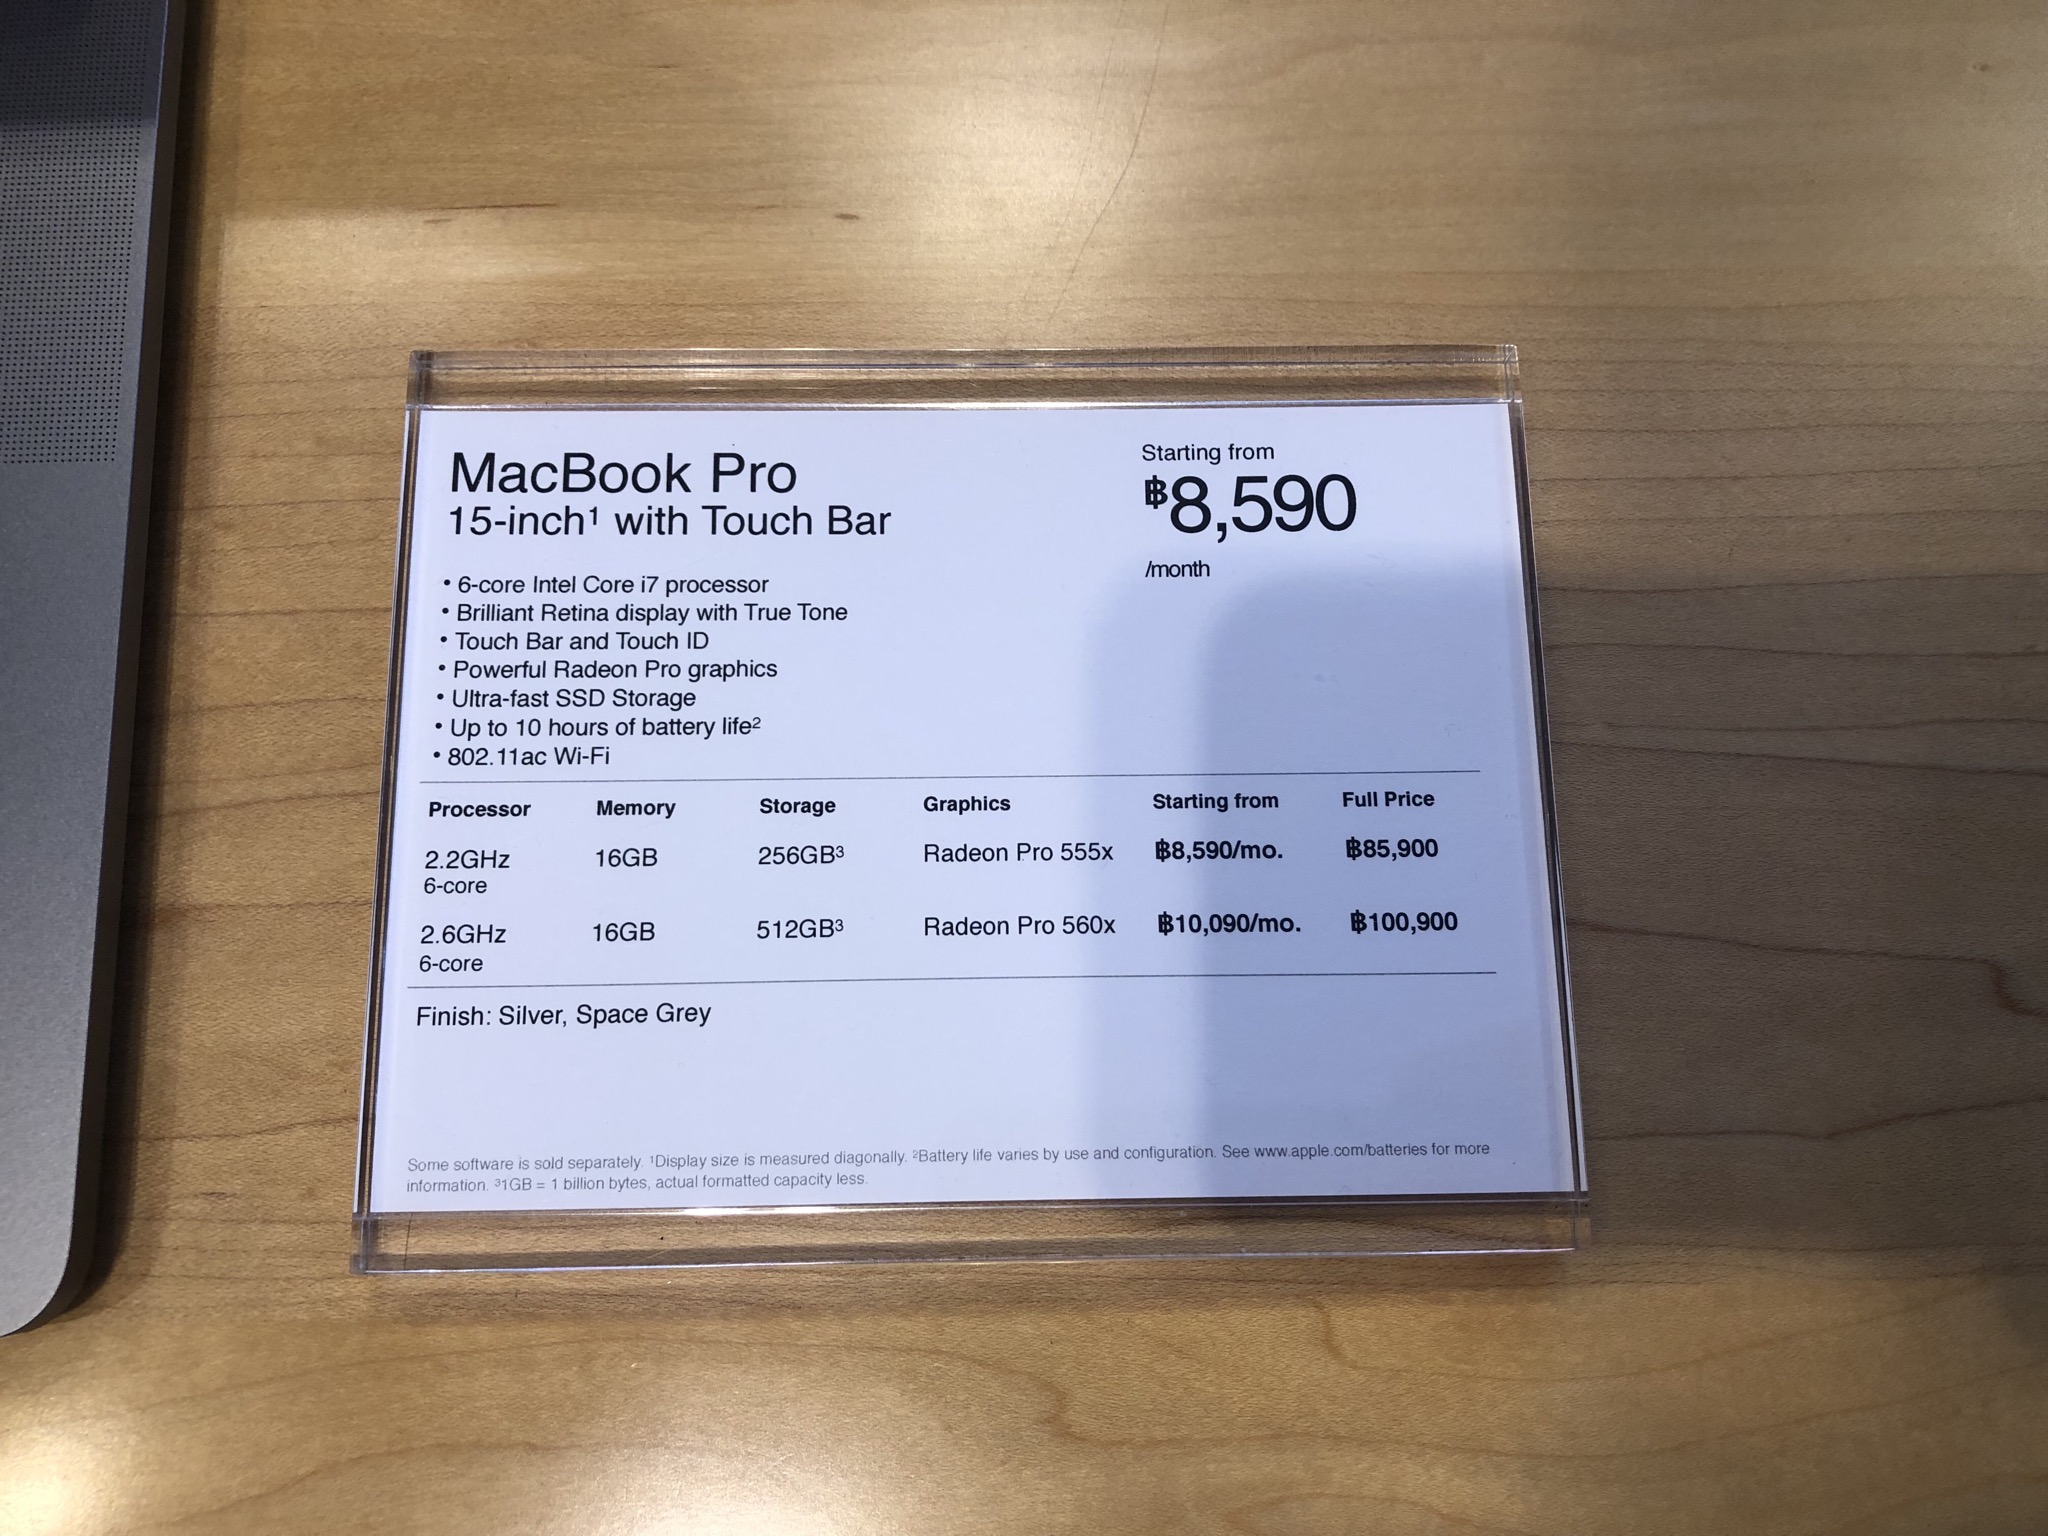 MacBook Pro
15-inch¹ with Touch Bar
Starting from
฿8,590
/month
• 6-core Intel Core i7 processor
• Brilliant Retina display with True Tone
• Touch Bar and Touch ID
• Powerful Radeon Pro graphics
• Ultra-fast SSD Storage
• Up to 10 hours of battery life²
• 802.11ac Wi-Fi
Processor Memory Storage Graphics Starting from Full Price
2.2GHz 16GB 256GB³ Radeon Pro 555x ฿8,590/mo. ฿85,900
6-core
2.6GHz 16GB 512GB³ Radeon Pro 560x ฿10,090/mo. ฿100,900
6-core
Finish: Silver, Space Grey
Some software is sold separately. ¹Display size is measured diagonally. ²Battery life varies by use and configuration. See www.apple.com/batteries for more
information. ³1GB = 1 billion bytes, actual formatted capacity less.